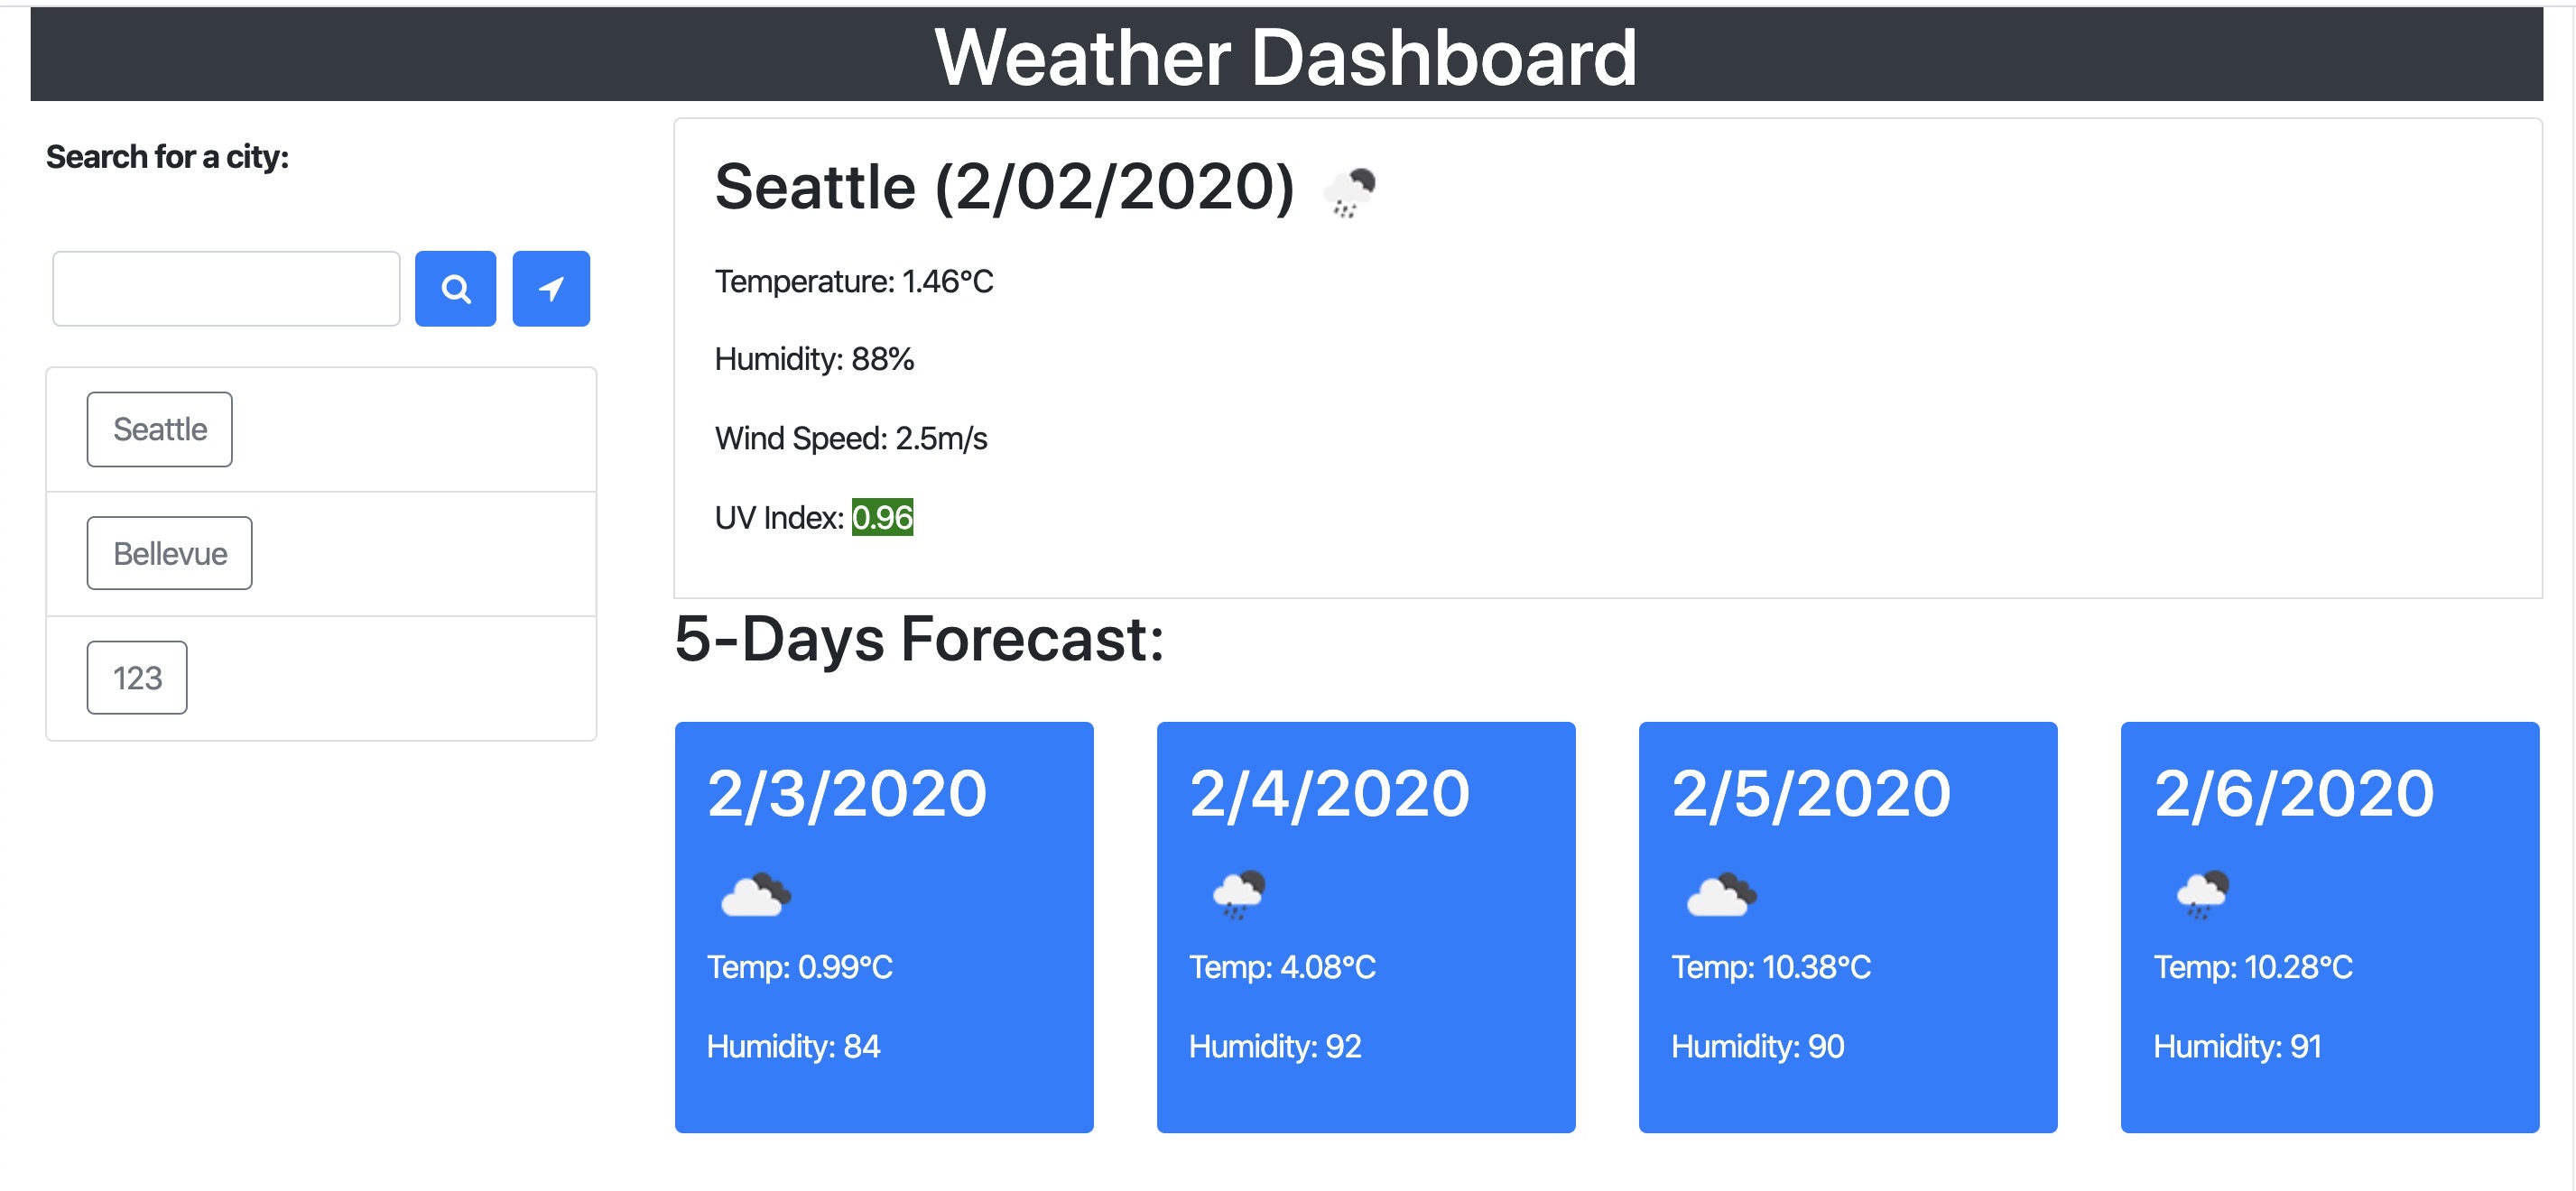 Weather Dashboard
Search for a city:
Seattle
Bellevue
123
Seattle (2/02/2020)
Temperature: 1.46°C
Humidity: 88%
Wind Speed: 2.5m/s
UV Index: 0.96
5-Days Forecast:
2/3/2020
Temp: 0.99°C
Humidity: 84
2/4/2020
Temp: 4.08°C
Humidity: 92
2/5/2020
Temp: 10.38°C
Humidity: 90
2/6/2020
Temp: 10.28°C
Humidity: 91